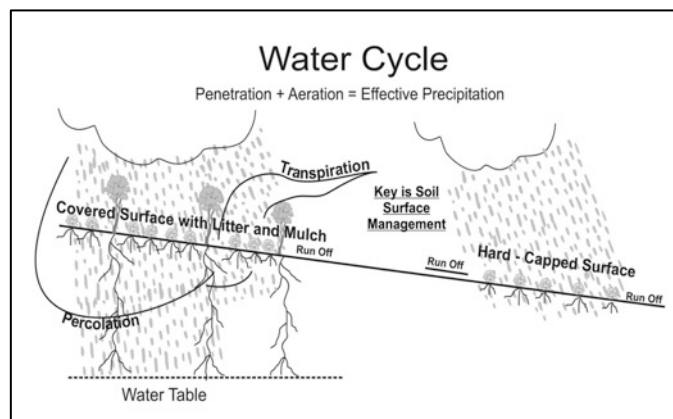 Water Cycle
Penetration + Aeration = Effective Precipitation
Transpiration
Key is Soil
Surface
Management
Covered Surface with Litter and Mulch
Run Off
Run Off
Hard - Capped Surface
Run Off
Percolation
Water Table